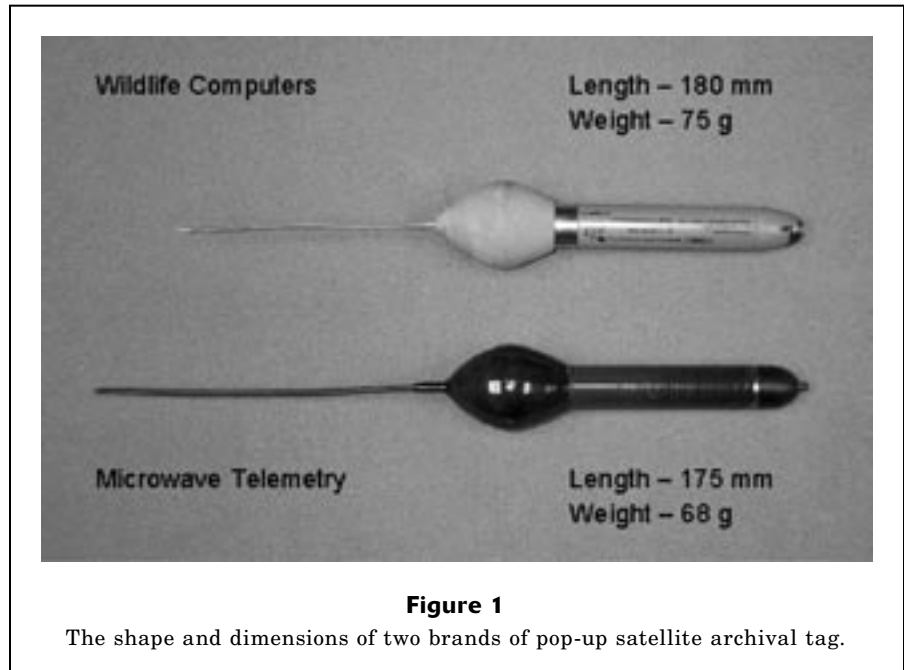 Wildlife Computers
Length – 180 mm
Weight – 75 g
Microwave Telemetry
Length – 175 mm
Weight – 68 g
Figure 1
The shape and dimensions of two brands of pop-up satellite archival tag.